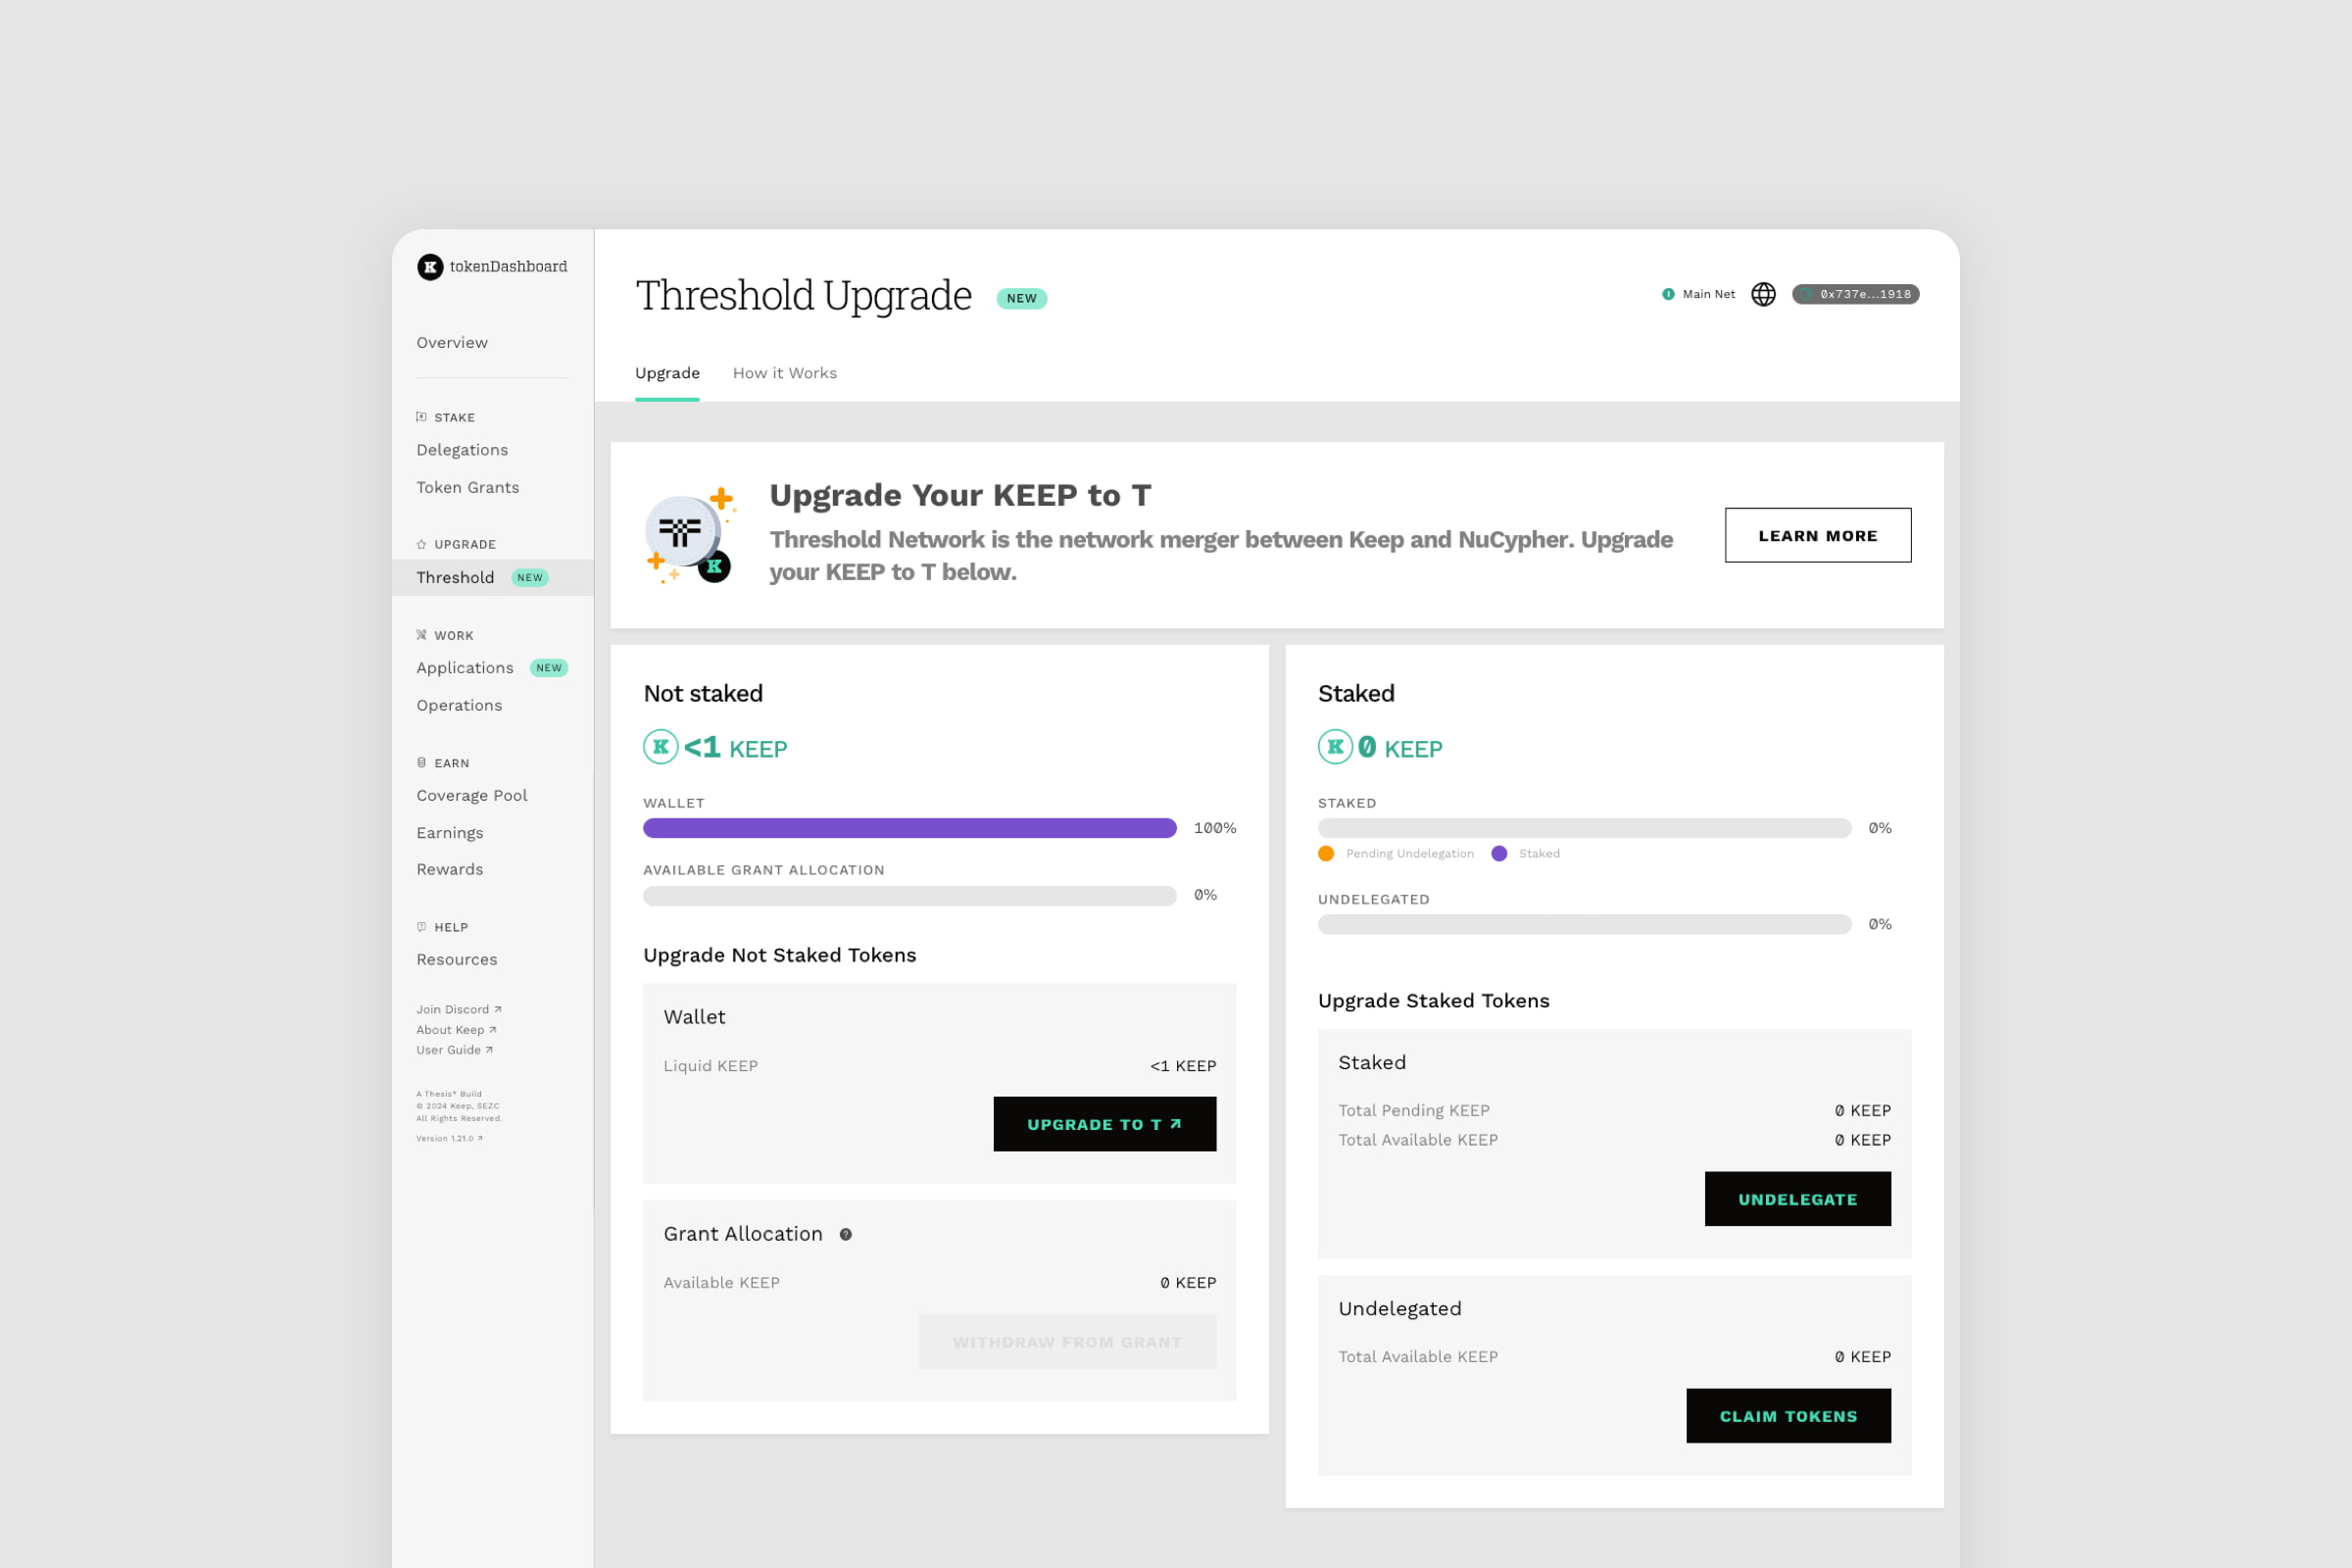 tokenDashboard
Overview
STAKE
Delegations
Token Grants
UPGRADE
Threshold NEW
WORK
Applications NEW
Operations
EARN
Coverage Pool
Earnings
Rewards
HELP
Resources
Join Discord ↗
About Keep ↗
User Guide ↗
A Thesis* Build
© 2024 Keep, SEZC
All Rights Reserved.
Version 1.21.0 ↗
Threshold Upgrade NEW
Main Net
0x737e...1918
Upgrade How it Works
Upgrade Your KEEP to T
Threshold Network is the network merger between Keep and NuCypher. Upgrade
your KEEP to T below.
LEARN MORE
Not staked
K <1 KEEP
WALLET
100%
AVAILABLE GRANT ALLOCATION
0%
Upgrade Not Staked Tokens
Wallet
Liquid KEEP <1 KEEP
UPGRADE TO T ↗
Grant Allocation ?
Available KEEP 0 KEEP
WITHDRAW FROM GRANT
Staked
K 0 KEEP
STAKED
0%
Pending Undelegation Staked
UNDELEGATED
0%
Upgrade Staked Tokens
Staked
Total Pending KEEP 0 KEEP
Total Available KEEP 0 KEEP
UNDELEGATE
Undelegated
Total Available KEEP 0 KEEP
CLAIM TOKENS